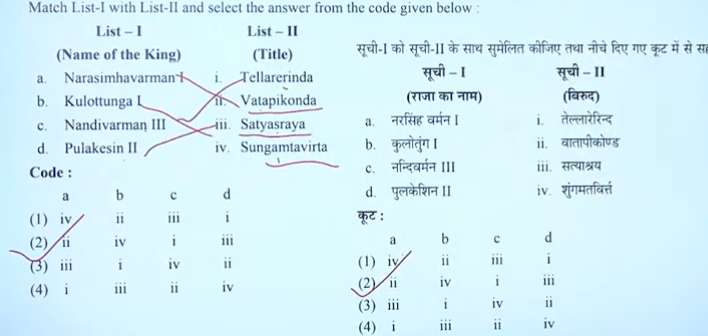 Match List-I with List-II and select the answer from the code given below :
List – I List – II
(Name of the King) (Title)
a. Narasimhavarman I i. Tellarerinda
b. Kulottunga I ii. Vatapikonda
c. Nandivarman III iii. Satyasraya
d. Pulakesin II iv. Sungamtavirta
Code :
a b c d
(1) iv ii iii i
(2) ii iv i iii
(3) iii i iv ii
(4) i iii ii iv
सूची-I को सूची-II के साथ सुमेलित कीजिए तथा नीचे दिए गए कूट में से
सूची – I सूची – II
(राजा का नाम) (विरुद)
a. नरसिंह वर्मन I i. तेल्लारेरिन्द
b. कुलोतुंग I ii. वातापीकोण्ड
c. नन्दिवर्मन III iii. सत्याश्रय
d. पुलकेशिन II iv. शुंगमतविर्त्त
कूट :
a b c d
(1) iv ii iii i
(2) ii iv i iii
(3) iii i iv ii
(4) i iii ii iv